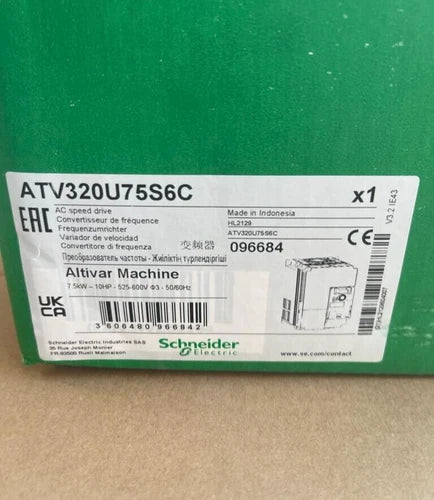 ATV320U75S6C
x1
AC speed drive
Convertisseur de fréquence
Frequenzumrichter
Variador de velocidad
Convertitore di frequenza
变频器
Преобразователь частоты - Жиіліктің түрлендіргіші
Made in Indonesia
HL2129
ATV320U75S6C
096684
V3.2 IE43
EAC
CE
Altivar Machine
7.5kW - 10HP - 525-600V Φ3 - 50/60Hz
UK
CA
3 606480 966842
Schneider Electric Industries SAS
35 Rue Joseph Monier
FR-92500 Rueil Malmaison
Schneider
Electric
www.se.com/contact